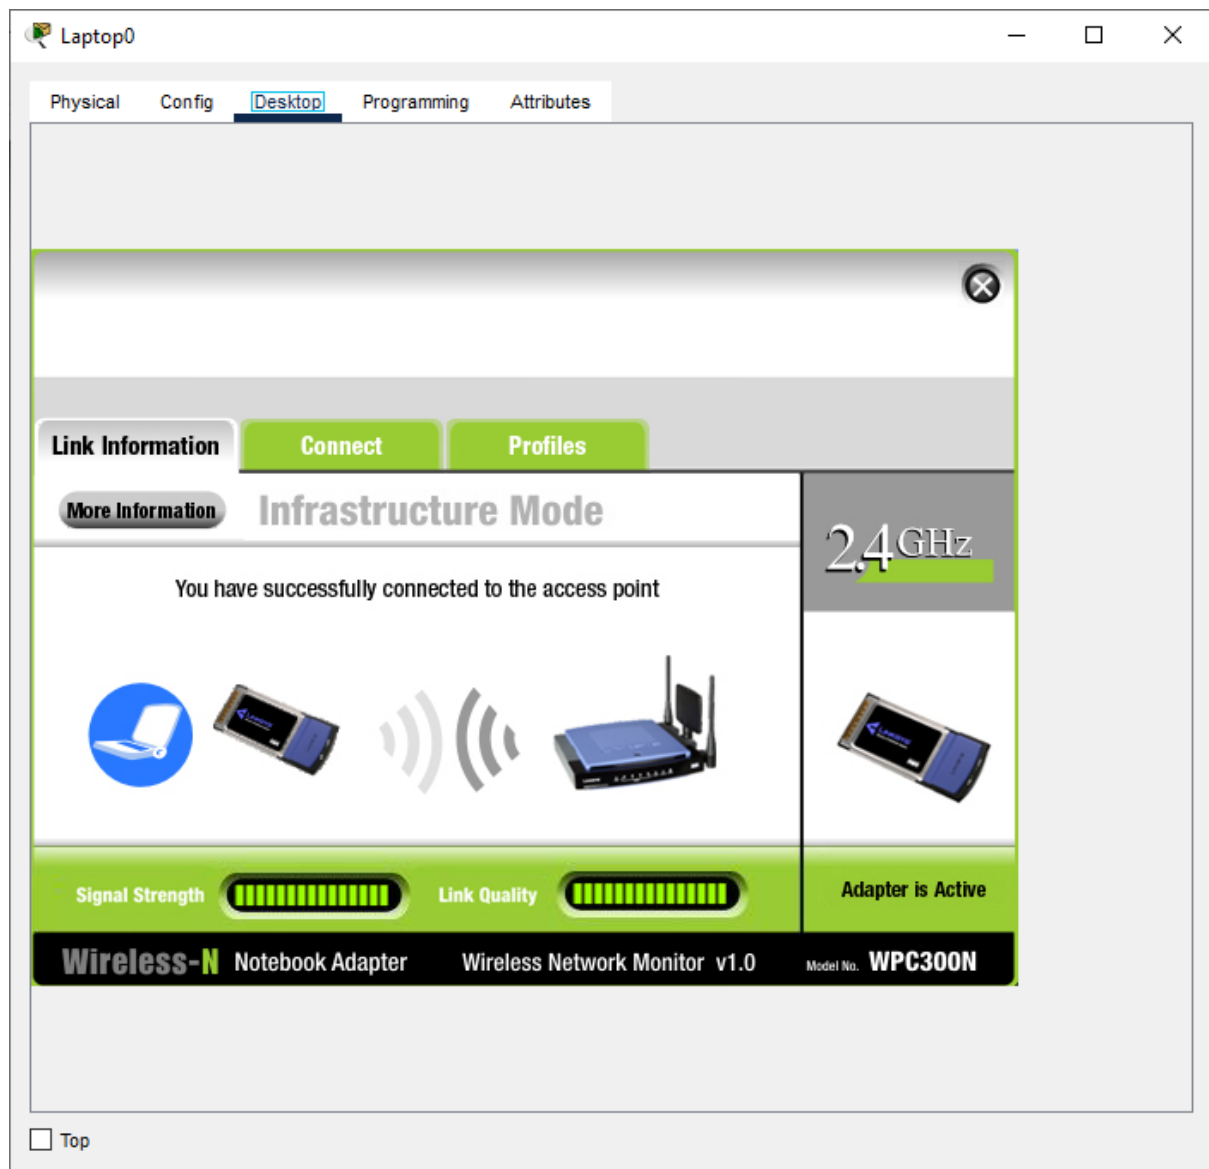 Laptop0
Physical Config Desktop Programming Attributes
Link Information Connect Profiles
More Information Infrastructure Mode
2.4 GHz
You have successfully connected to the access point
Signal Strength Link Quality Adapter is Active
Wireless-N Notebook Adapter Wireless Network Monitor v1.0 Model No. WPC300N
Top